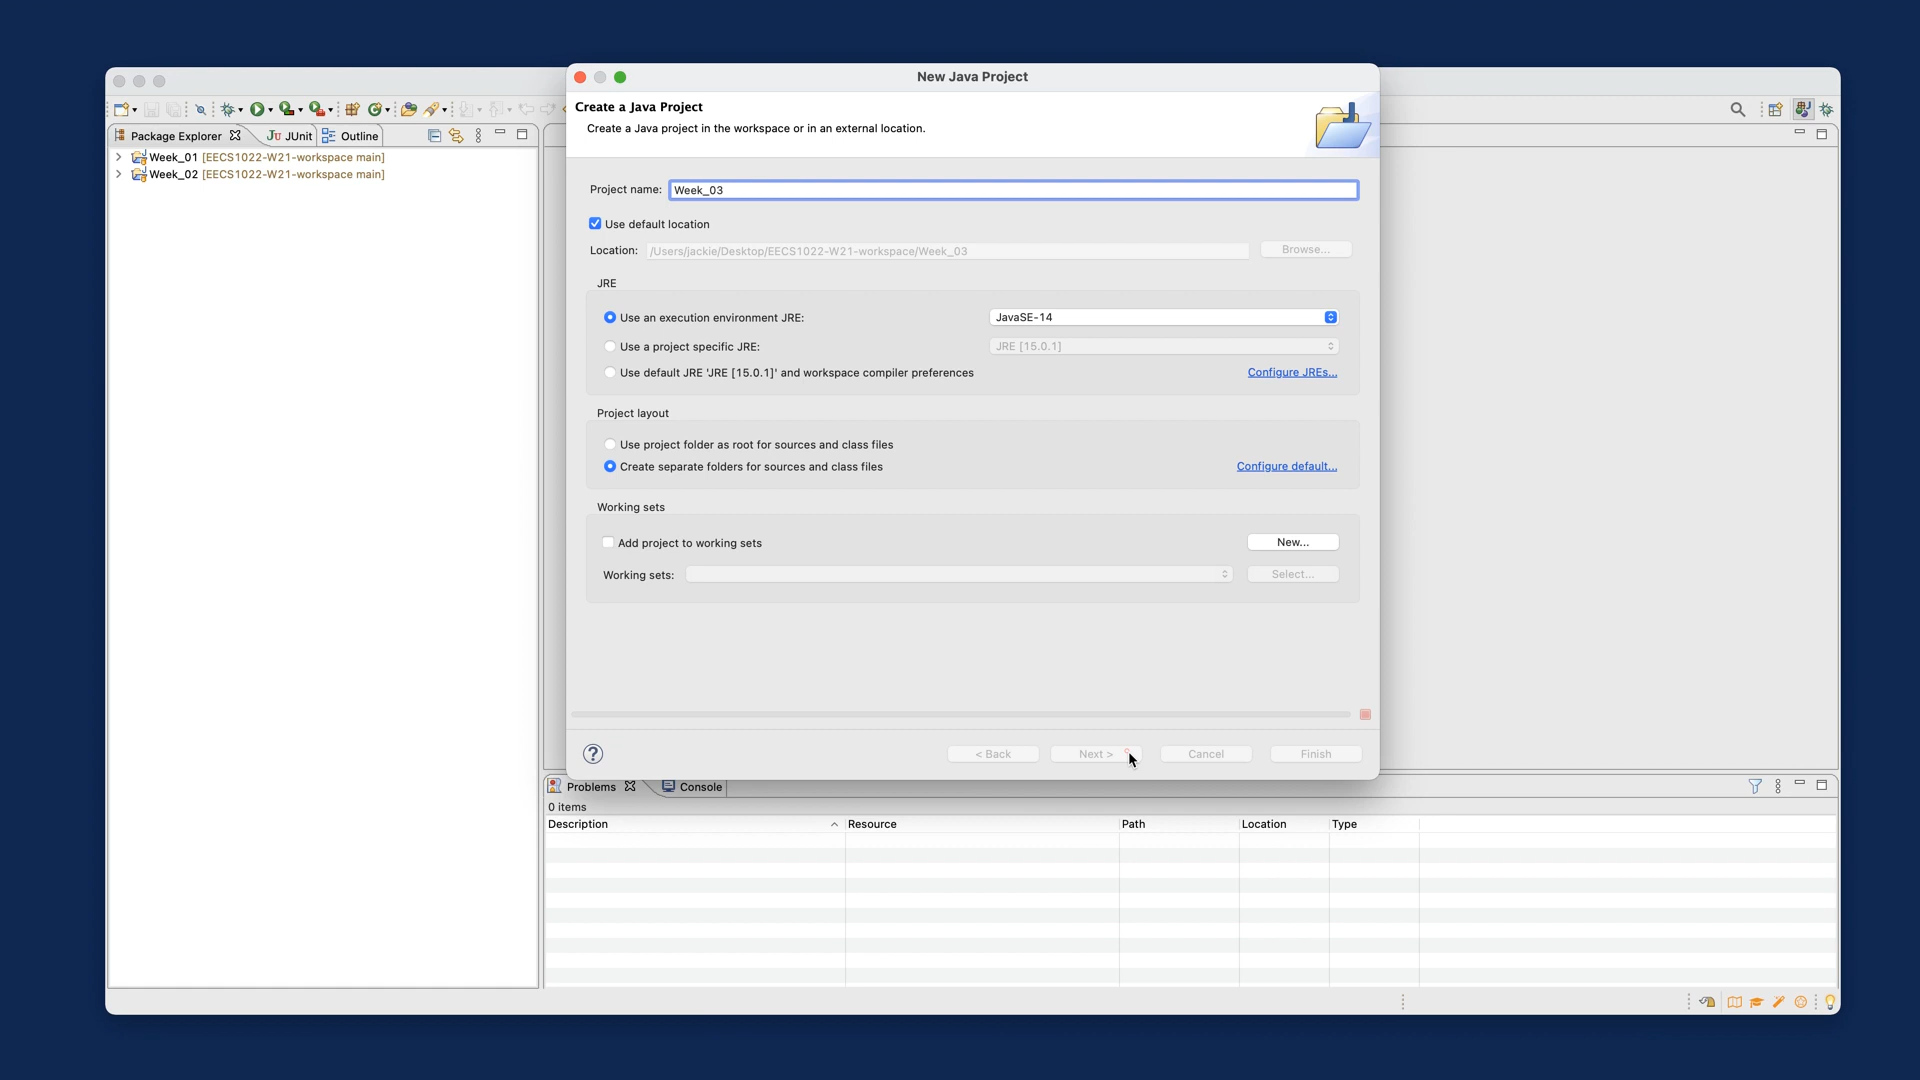 New Java Project
Create a Java Project
Create a Java project in the workspace or in an external location.
Package Explorer
JUnit
Outline
Week_01 [EECS1022-W21-workspace main]
Week_02 [EECS1022-W21-workspace main]
Project name: Week_03
Use default location
Location: /Users/jackie/Desktop/EECS1022-W21-workspace/Week_03 Browse...
JRE
Use an execution environment JRE: JavaSE-14
Use a project specific JRE: JRE [15.0.1]
Use default JRE 'JRE [15.0.1]' and workspace compiler preferences Configure JREs...
Project layout
Use project folder as root for sources and class files
Create separate folders for sources and class files Configure default...
Working sets
Add project to working sets New...
Working sets: Select...
? < Back Next > Cancel Finish
Problems Console
0 items
Description Resource Path Location Type